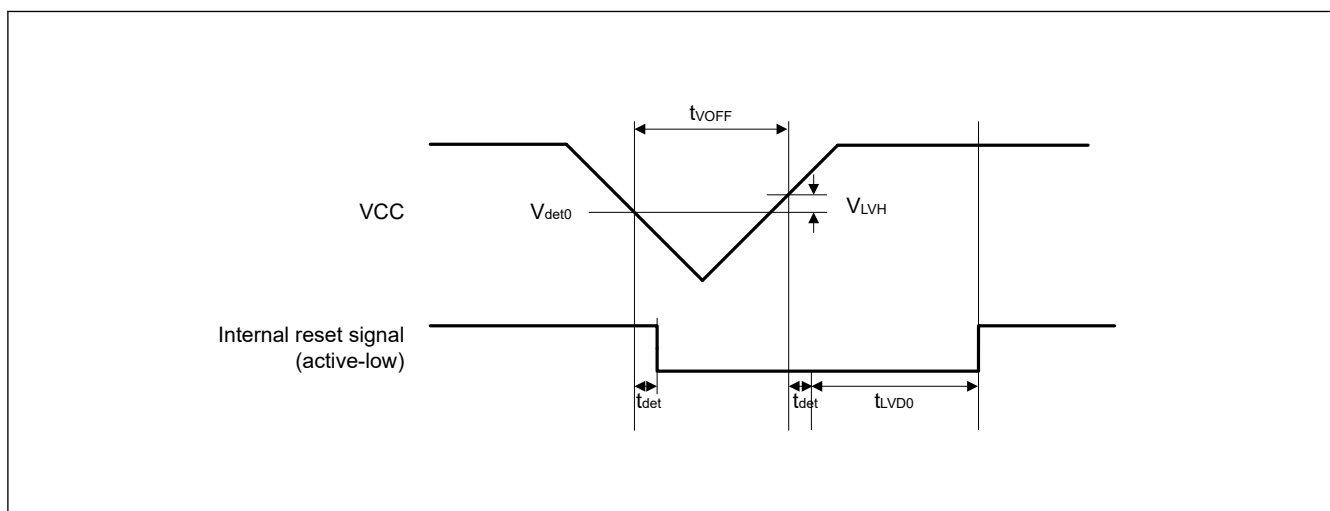 tVOFF
VCC
Vdet0
VLVH
Internal reset signal
(active-low)
tdet
tdet
tLVD0